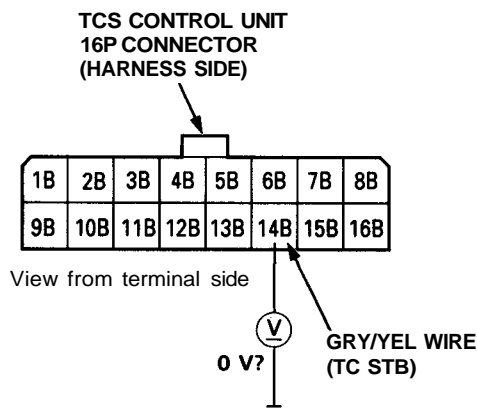 TCS CONTROL UNIT
16P CONNECTOR
(HARNESS SIDE)
1B 2B 3B 4B 5B 6B 7B 8B
9B 10B 11B 12B 13B 14B 15B 16B
View from terminal side
V
0 V?
GRY/YEL WIRE
(TC STB)